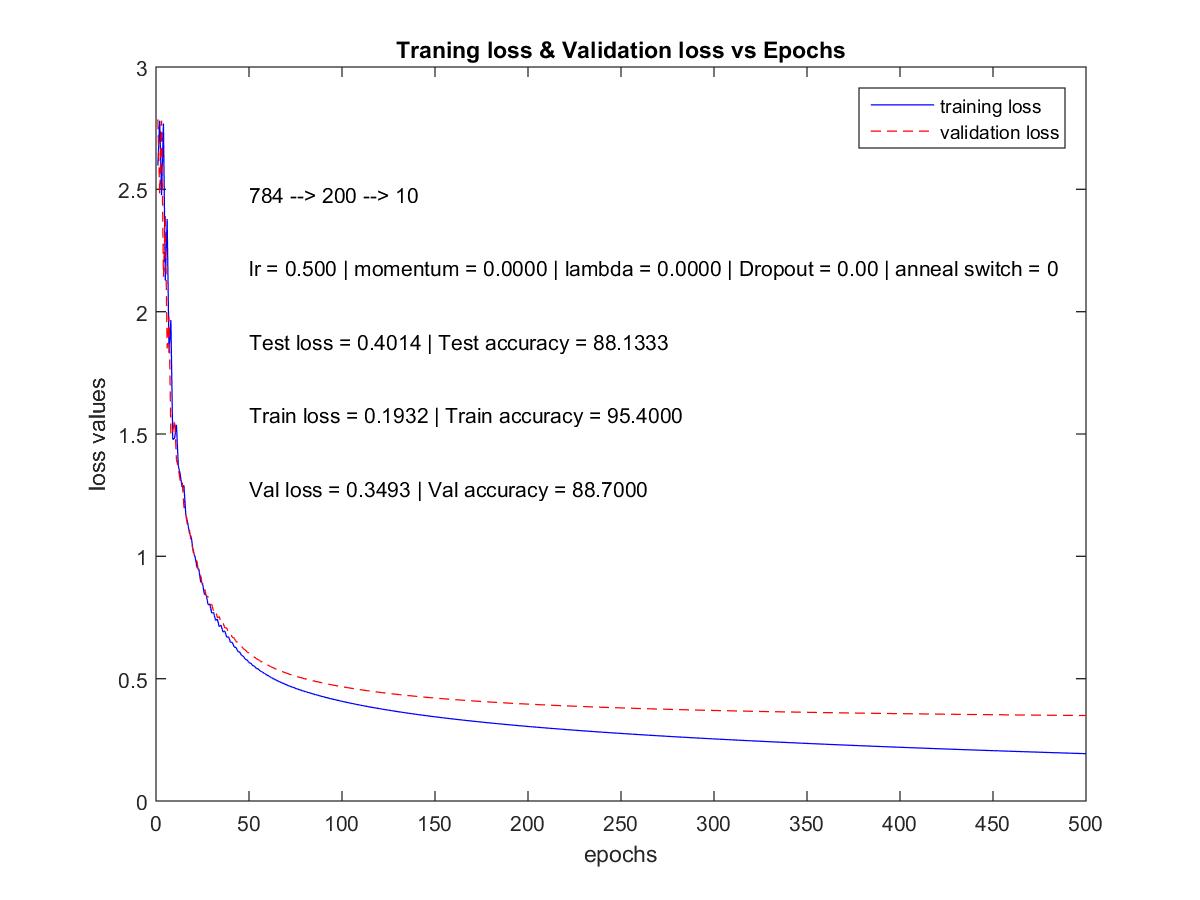 Traning loss & Validation loss vs Epochs
training loss
validation loss
784 --> 200 --> 10
lr = 0.500 | momentum = 0.0000 | lambda = 0.0000 | Dropout = 0.00 | anneal switch = 0
Test loss = 0.4014 | Test accuracy = 88.1333
Train loss = 0.1932 | Train accuracy = 95.4000
Val loss = 0.3493 | Val accuracy = 88.7000
loss values
3
2.5
2
1.5
1
0.5
0
0 50 100 150 200 250 300 350 400 450 500
epochs